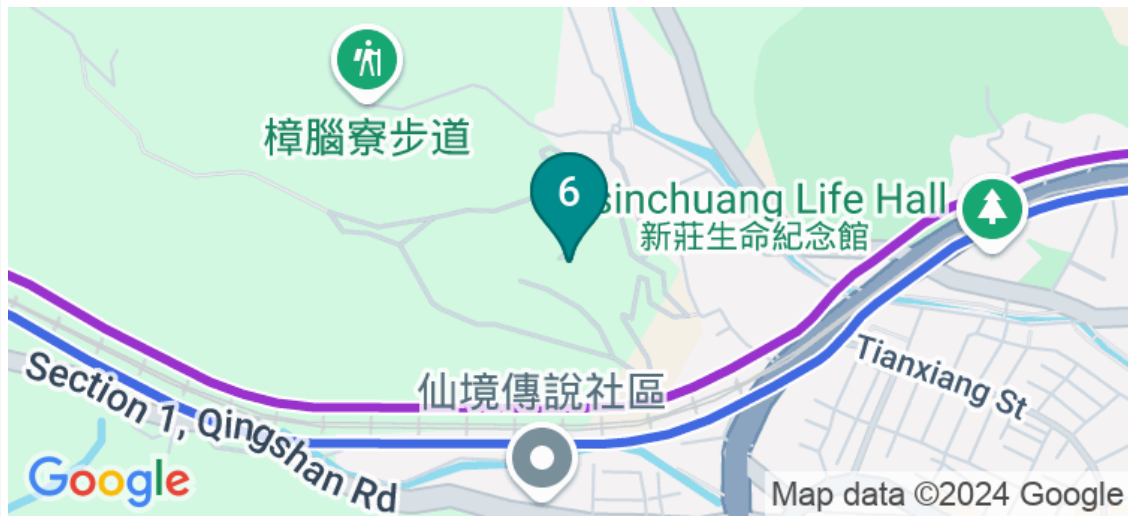 樟腦寮步道
6
sinchuang Life Hall
新莊生命紀念館
Tianxiang St
仙境傳說社區
Section 1, Qingshan Rd
Google
Map data ©2024 Google